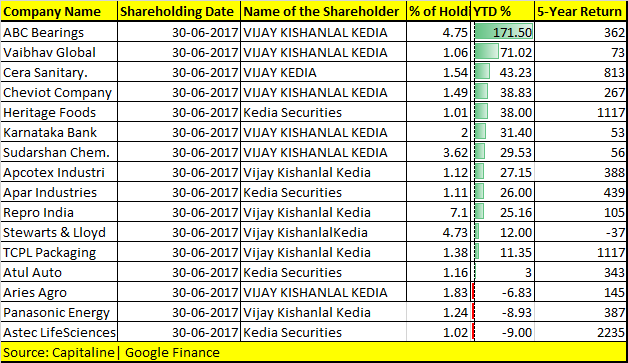 Company Name Shareholding Date Name of the Shareholder % of Holdi YTD % 5-Year Return
ABC Bearings 30-06-2017 VIJAY KISHANLAL KEDIA 4.75 171.50 362
Vaibhav Global 30-06-2017 VIJAY KISHANLAL KEDIA 1.06 71.02 73
Cera Sanitary. 30-06-2017 VIJAY KEDIA 1.54 43.23 813
Cheviot Company 30-06-2017 VIJAY KISHANLAL KEDIA 1.49 38.83 267
Heritage Foods 30-06-2017 Kedia Securities 1.01 38.00 1117
Karnataka Bank 30-06-2017 VIJAY KISHANLAL KEDIA 2 31.40 53
Sudarshan Chem. 30-06-2017 VIJAY KISHANLAL KEDIA 3.62 29.53 56
Apcotex Industri 30-06-2017 Vijay Kishanlal Kedia 1.12 27.15 388
Apar Industries 30-06-2017 Kedia Securities 1.11 26.00 439
Repro India 30-06-2017 Vijay Kishanlal Kedia 7.1 25.16 105
Stewarts & Lloyd 30-06-2017 Vijay KishanlalKedia 4.73 12.00 -37
TCPL Packaging 30-06-2017 Vijay Kishanlal Kedia 1.38 11.35 1117
Atul Auto 30-06-2017 Kedia Securities 1.16 3 343
Aries Agro 30-06-2017 VIJAY KISHANLAL KEDIA 1.83 -6.83 145
Panasonic Energy 30-06-2017 Vijay Kishanlal Kedia 1.24 -8.93 387
Astec LifeSciences 30-06-2017 Kedia Securities 1.02 -9.00 2235
Source: Capitaline| Google Finance